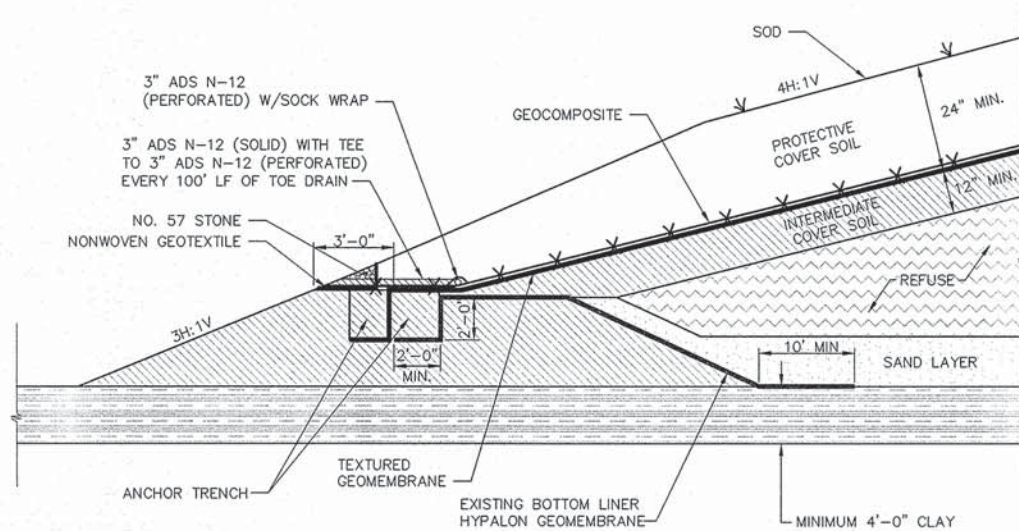 SOD
3" ADS N-12
(PERFORATED) W/SOCK WRAP
4H:1V
GEOCOMPOSITE
24" MIN.
PROTECTIVE
COVER SOIL
3" ADS N-12 (SOLID) WITH TEE
TO 3" ADS N-12 (PERFORATED)
EVERY 100' LF OF TOE DRAIN
12" MIN.
INTERMEDIATE
COVER SOIL
NO. 57 STONE
NONWOVEN GEOTEXTILE
3'-0"
REFUSE
3H:1V
2'-0"
2'-0"
MIN.
10' MIN
SAND LAYER
TEXTURED
GEOMEMBRANE
ANCHOR TRENCH
EXISTING BOTTOM LINER
HYPALON GEOMEMBRANE
MINIMUM 4'-0" CLAY